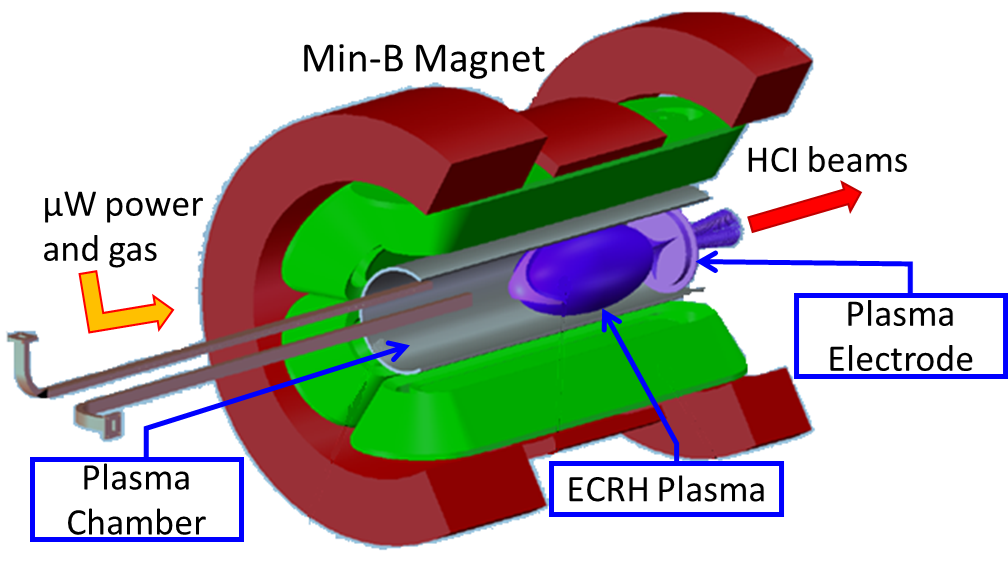 Min-B Magnet
HCI beams
µW power
and gas
Plasma
Electrode
Plasma
Chamber
ECRH Plasma